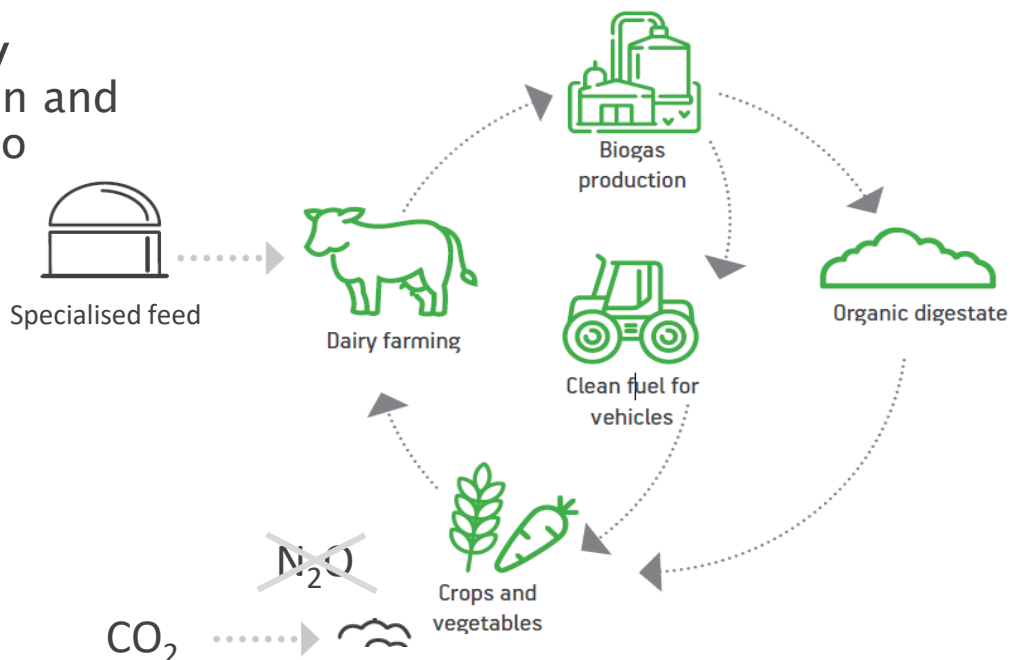 y
n and
o
Biogas
production
Specialised feed
Dairy farming
Organic digestate
Clean fuel for
vehicles
N₂O
Crops and
vegetables
CO₂